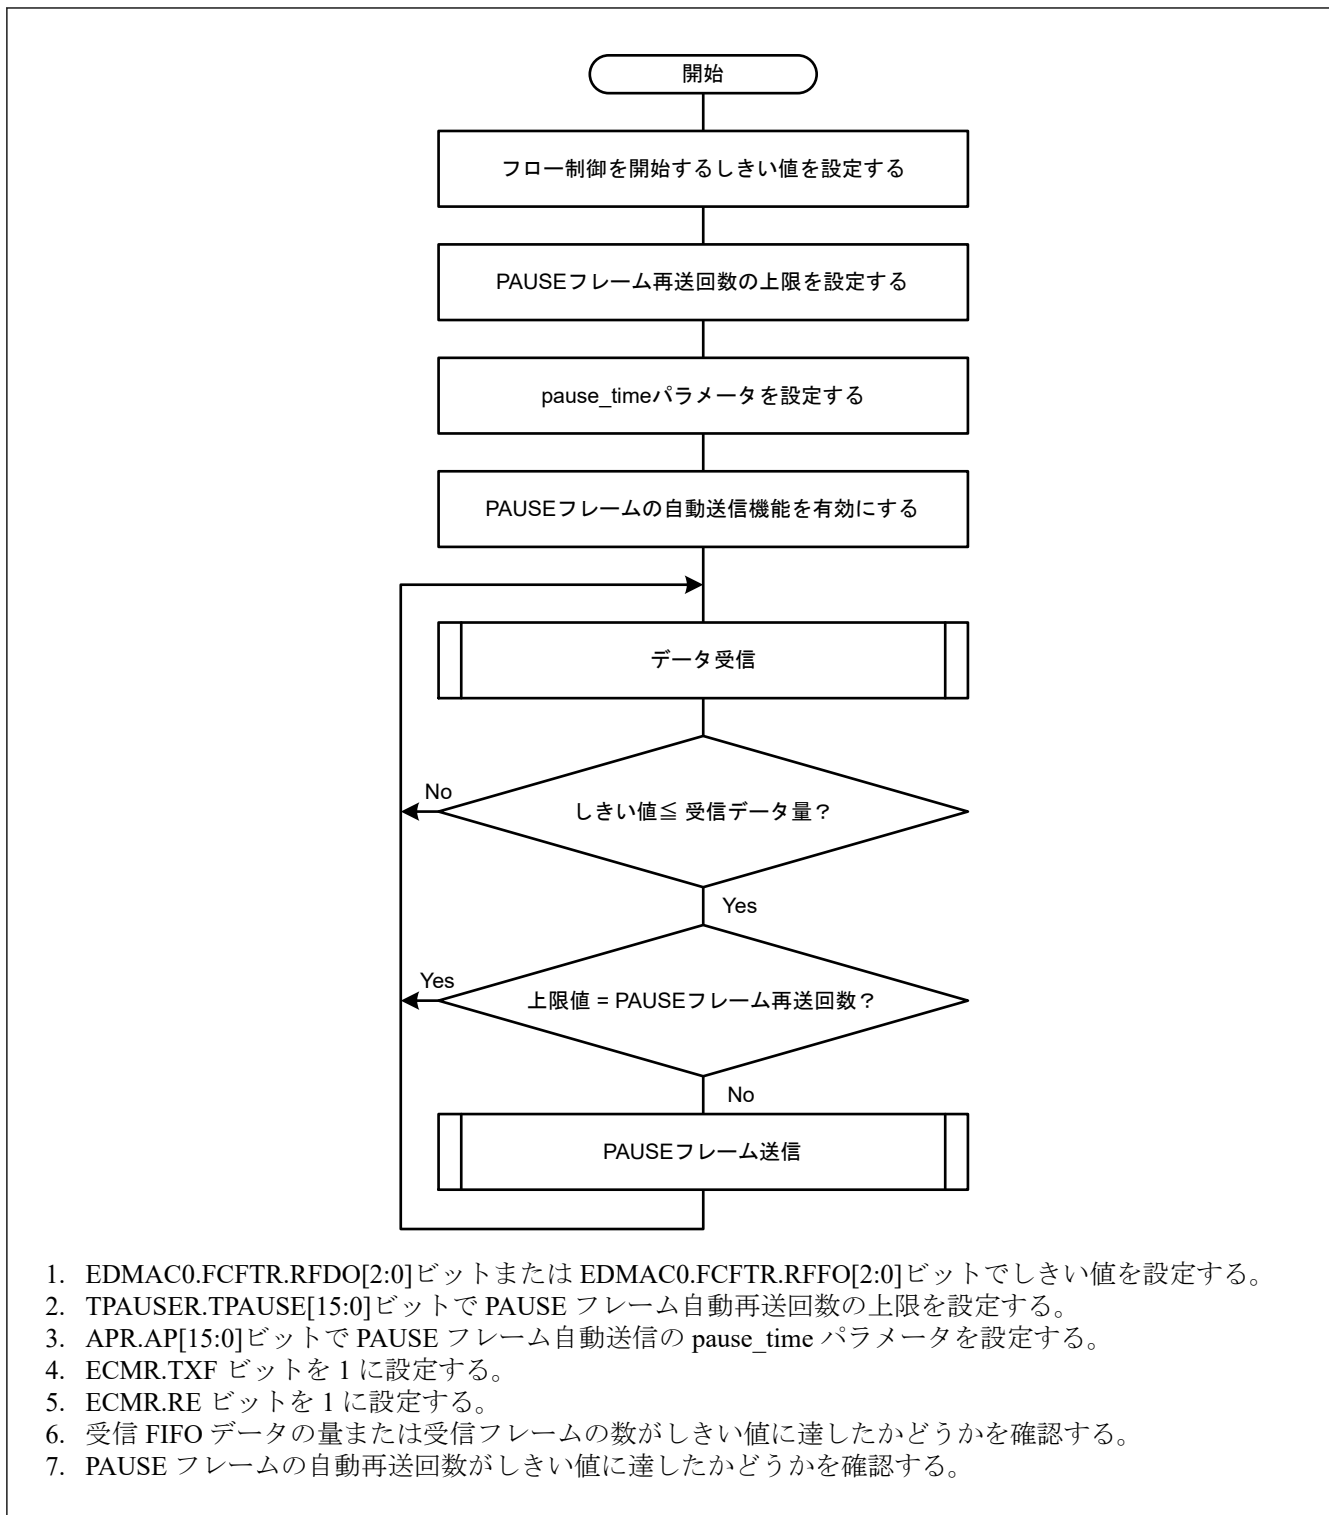 開始
フロー制御を開始するしきい値を設定する
PAUSEフレーム再送回数の上限を設定する
pause_timeパラメータを設定する
PAUSEフレームの自動送信機能を有効にする
データ受信
No
しきい値≦ 受信データ量？
Yes
Yes
上限値 = PAUSEフレーム再送回数？
No
PAUSEフレーム送信
1. EDMAC0.FCFTR.RFDO[2:0]ビットまたは EDMAC0.FCFTR.RFFO[2:0]ビットでしきい値を設定する。
2. TPAUSER.TPAUSE[15:0]ビットで PAUSE フレーム自動再送回数の上限を設定する。
3. APR.AP[15:0]ビットで PAUSE フレーム自動送信の pause_time パラメータを設定する。
4. ECMR.TXF ビットを 1 に設定する。
5. ECMR.RE ビットを 1 に設定する。
6. 受信 FIFO データの量または受信フレームの数がしきい値に達したかどうかを確認する。
7. PAUSE フレームの自動再送回数がしきい値に達したかどうかを確認する。